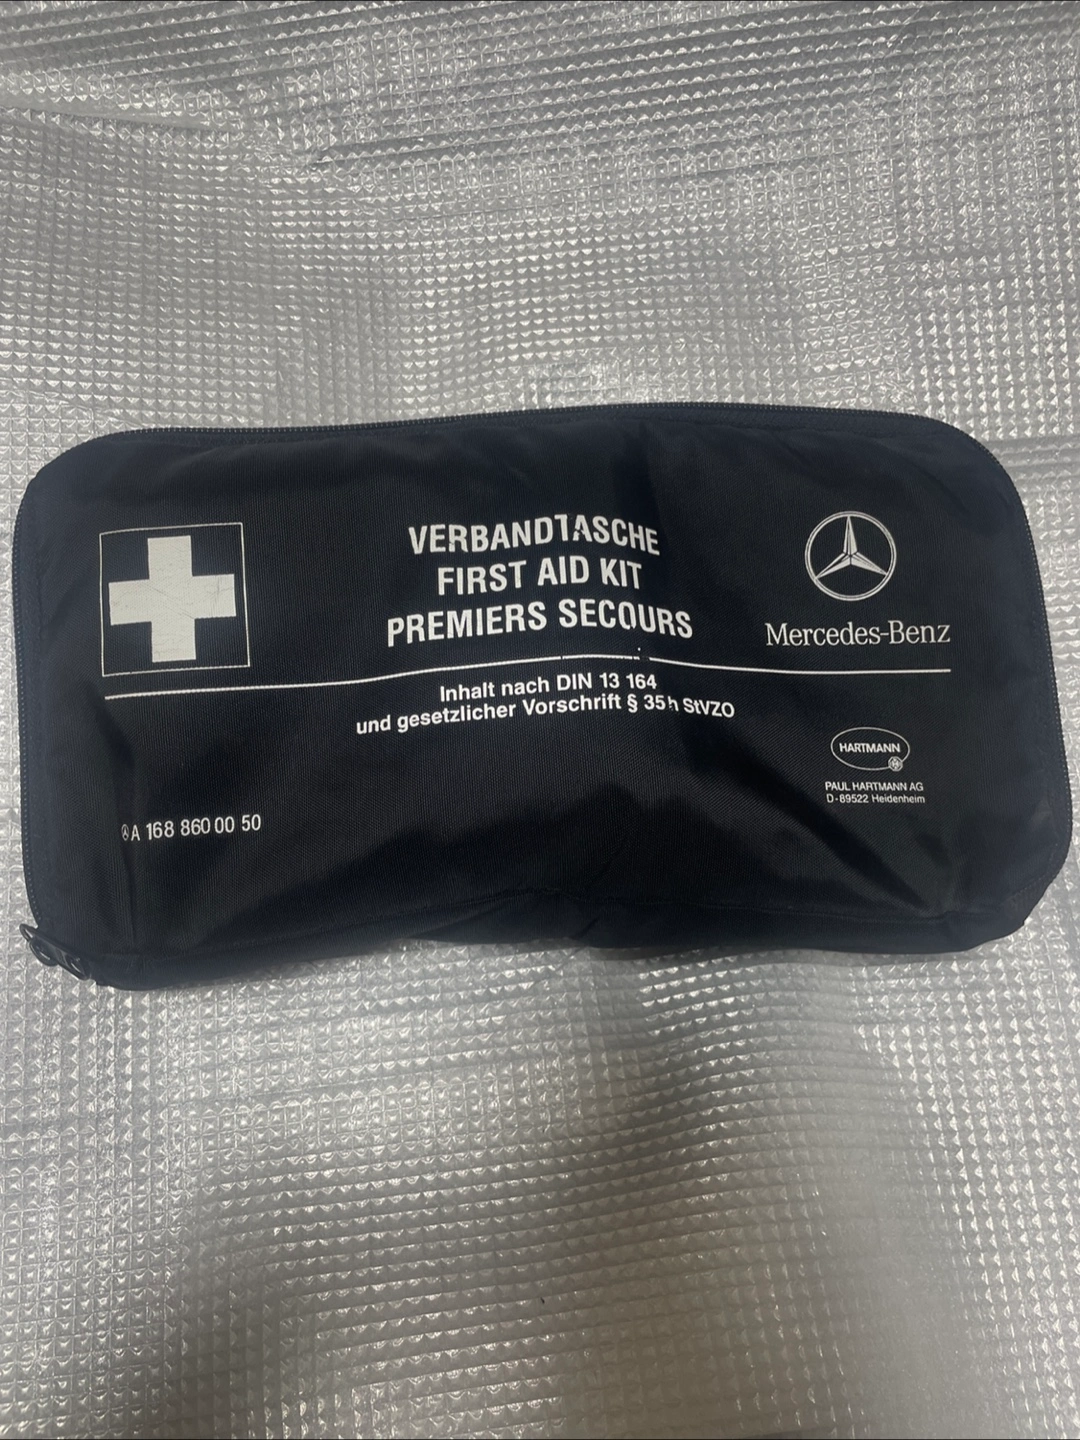 VERBANDTASCHE
FIRST AID KIT
PREMIERS SECOURS
Mercedes-Benz
Inhalt nach DIN 13 164
und gesetzlicher Vorschrift § 35 h StVZO
HARTMANN
PAUL HARTMANN AG
D-89522 Heidenheim
A 168 860 00 50